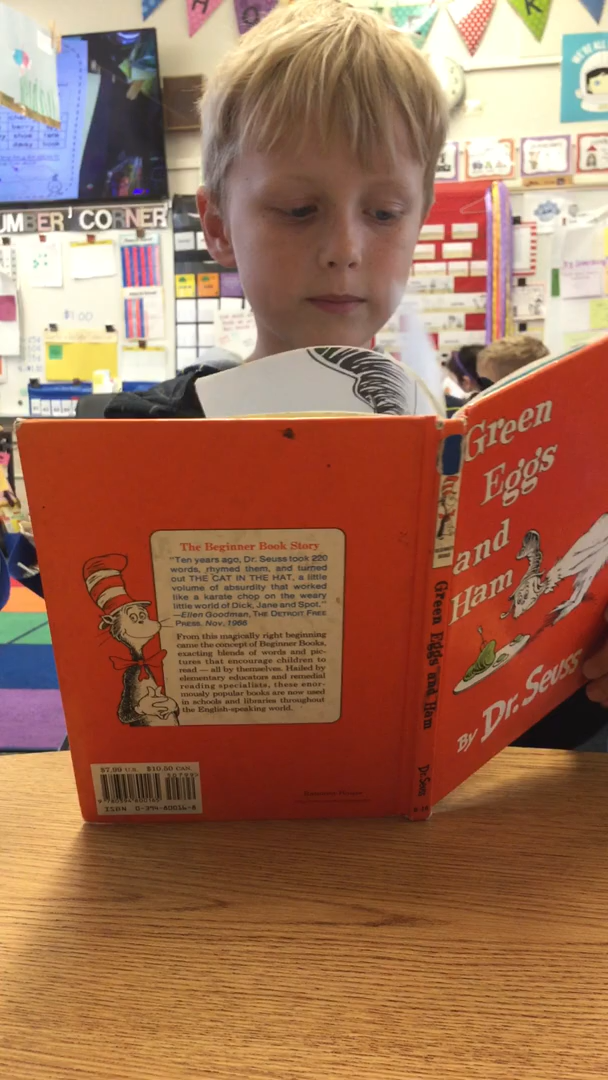 UMBER CORNER
The Beginner Book Story
"Ten years ago, Dr. Seuss took 220
words, rhymed them, and turned
out THE CAT IN THE HAT, a little
volume of absurdity that worked
like a karate chop on the weary
little world of Dick, Jane and Spot."
—Ellen Goodman, THE DETROIT FREE
PRESS. Nov, 1966
From this magically right beginning
came the concept of Beginner Books,
exacting blends of words and pic-
tures that encourage children to
read — all by themselves. Hailed by
elementary educators and remedial
reading specialists, these enor-
mously popular books are now used
in schools and libraries throughout
the English-speaking world.
$7.99 U.S. $10.50 CAN.
ISBN 0-394-80016-8
Green Eggs and Ham
Dr. Seuss
Green
Eggs
and
Ham
By Dr. Seuss